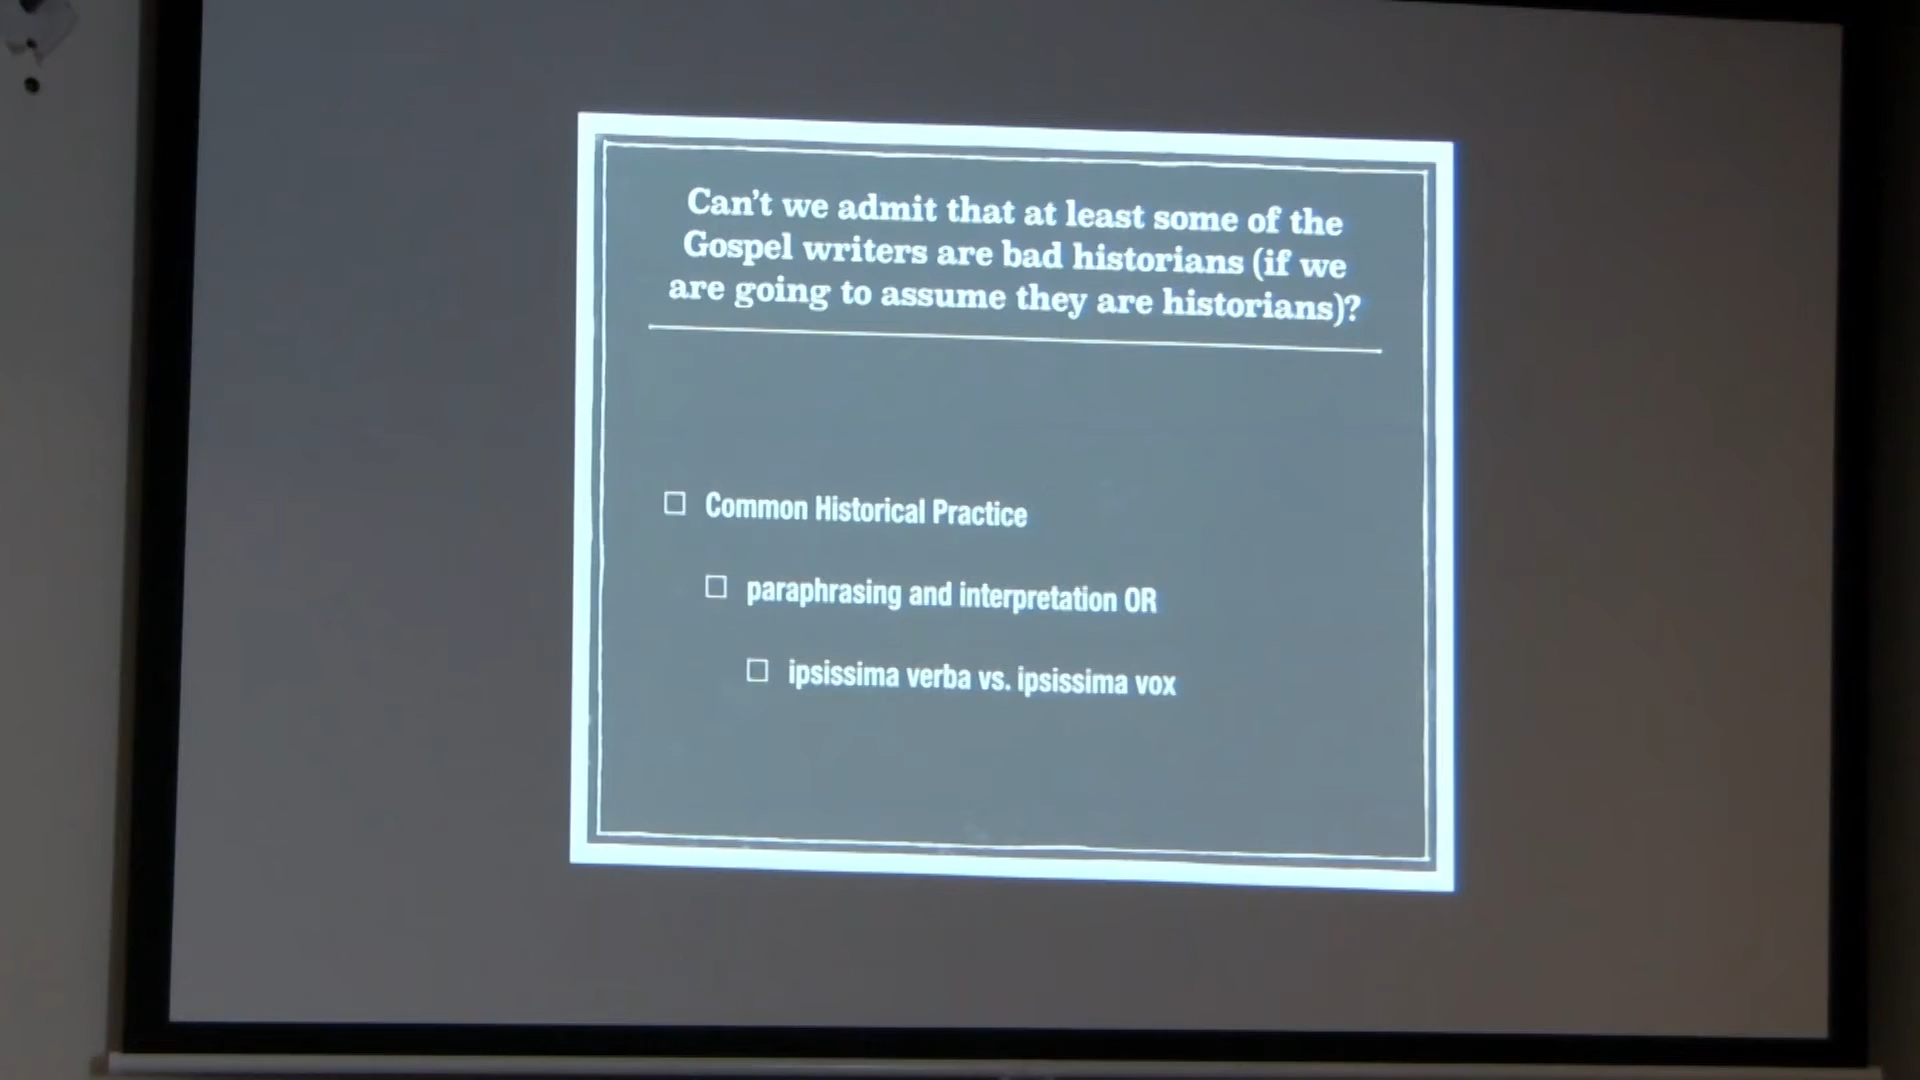 Can't we admit that at least some of the
Gospel writers are bad historians (if we
are going to assume they are historians)?
Common Historical Practice
paraphrasing and interpretation OR
ipsissima verba vs. ipsissima vox